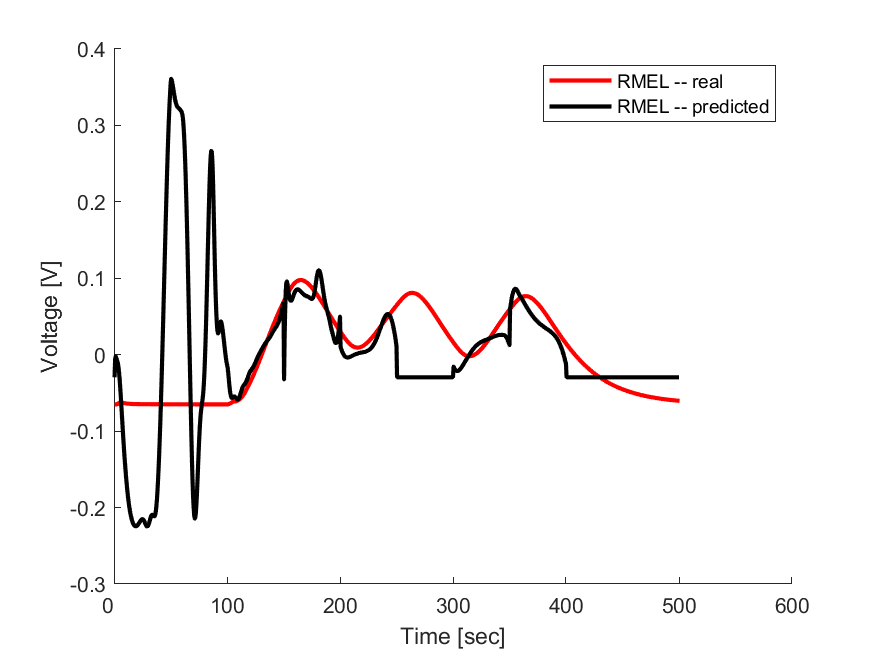 0.4
0.3
0.2
0.1
0
-0.1
-0.2
-0.3
Voltage [V]
RMEL -- real
RMEL -- predicted
0 100 200 300 400 500 600
Time [sec]